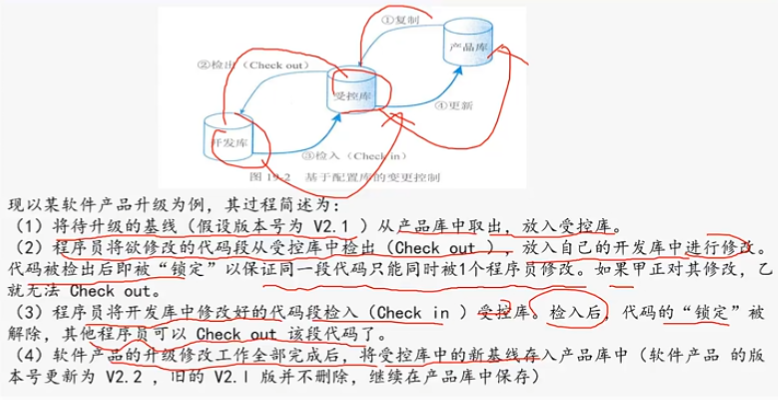 ①复制
产品库
②检出（Check out）
受控库
④更新
开发库
③检入（Check in）
图 19-2 基于配置库的变更控制
现以某软件产品升级为例，其过程简述为：
（1）将待升级的基线（假设版本号为 V2.1 ）从产品库中取出，放入受控库。
（2）程序员将欲修改的代码段从受控库中检出（Check out ），放入自己的开发库中进行修改。
代码被检出后即被“锁定”以保证同一段代码只能同时被1个程序员修改。如果甲正对其修改，乙
就无法 Check out。
（3）程序员将开发库中修改好的代码段检入（Check in ）受控库。检入后，代码的“锁定”被
解除，其他程序员可以 Check out 该段代码了。
（4）软件产品的升级修改工作全部完成后，将受控库中的新基线存入产品库中（软件产品 的版
本号更新为 V2.2 ，旧的 V2.l 版并不删除，继续在产品库中保存）